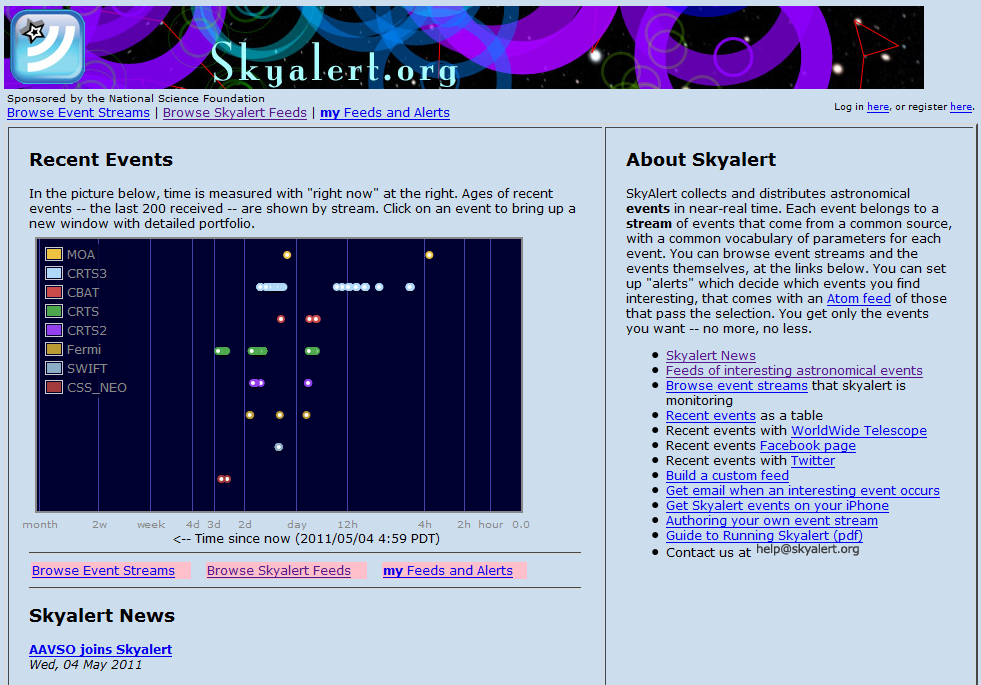 Skyalert.org
Sponsored by the National Science Foundation
Browse Event Streams | Browse Skyalert Feeds | my Feeds and Alerts
Log in here, or register here.
Recent Events
In the picture below, time is measured with "right now" at the right. Ages of recent
events -- the last 200 received -- are shown by stream. Click on an event to bring up a
new window with detailed portfolio.
MOA
CRTS3
CBAT
CRTS
CRTS2
Fermi
SWIFT
CSS_NEO
month 2w week 4d 3d 2d day 12h 4h 2h hour 0.0
<-- Time since now (2011/05/04 4:59 PDT)
Browse Event Streams Browse Skyalert Feeds my Feeds and Alerts
Skyalert News
AAVSO joins Skyalert
Wed, 04 May 2011
About Skyalert
SkyAlert collects and distributes astronomical
events in near-real time. Each event belongs to a
stream of events that come from a common source,
with a common vocabulary of parameters for each
event. You can browse event streams and the
events themselves, at the links below. You can set
up "alerts" which decide which events you find
interesting, that comes with an Atom feed of those
that pass the selection. You get only the events
you want -- no more, no less.
Skyalert News
Feeds of interesting astronomical events
Browse event streams that skyalert is
monitoring
Recent events as a table
Recent events with WorldWide Telescope
Recent events Facebook page
Recent events with Twitter
Build a custom feed
Get email when an interesting event occurs
Get Skyalert events on your iPhone
Authoring your own event stream
Guide to Running Skyalert (pdf)
Contact us at help@skyalert.org